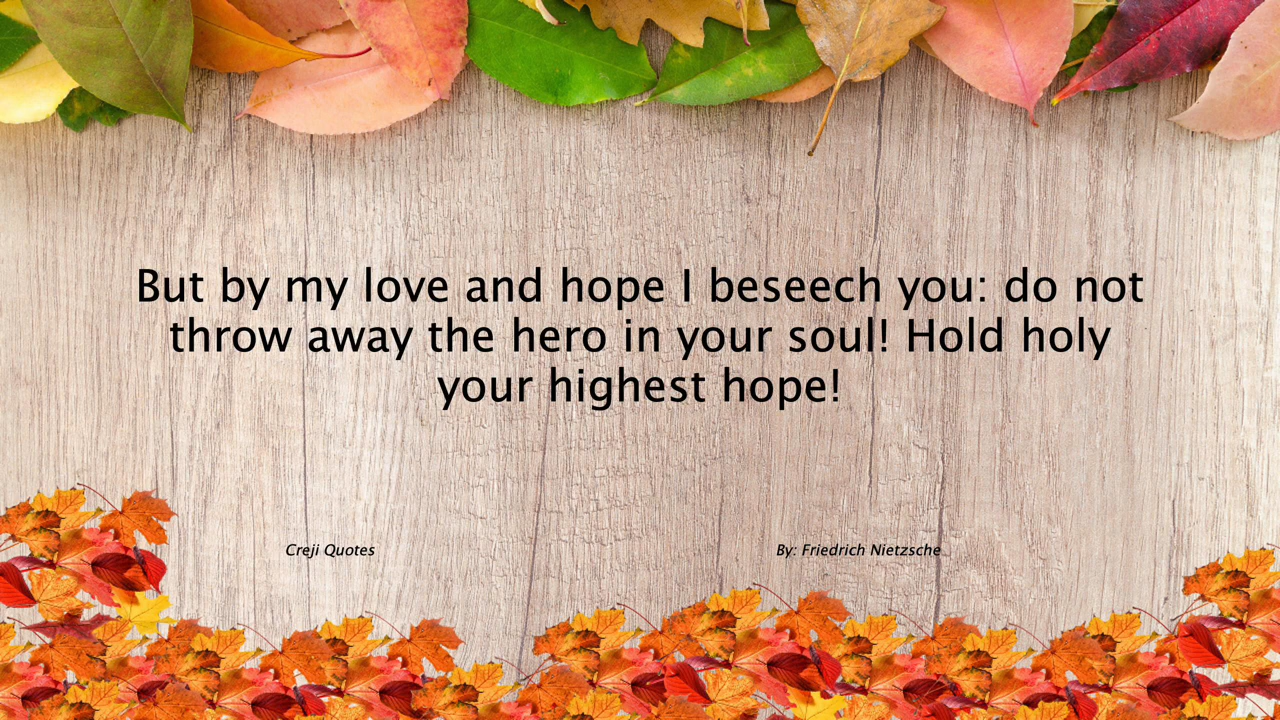 But by my love and hope I beseech you: do not
throw away the hero in your soul! Hold holy
your highest hope!
Creji Quotes
By: Friedrich Nietzsche